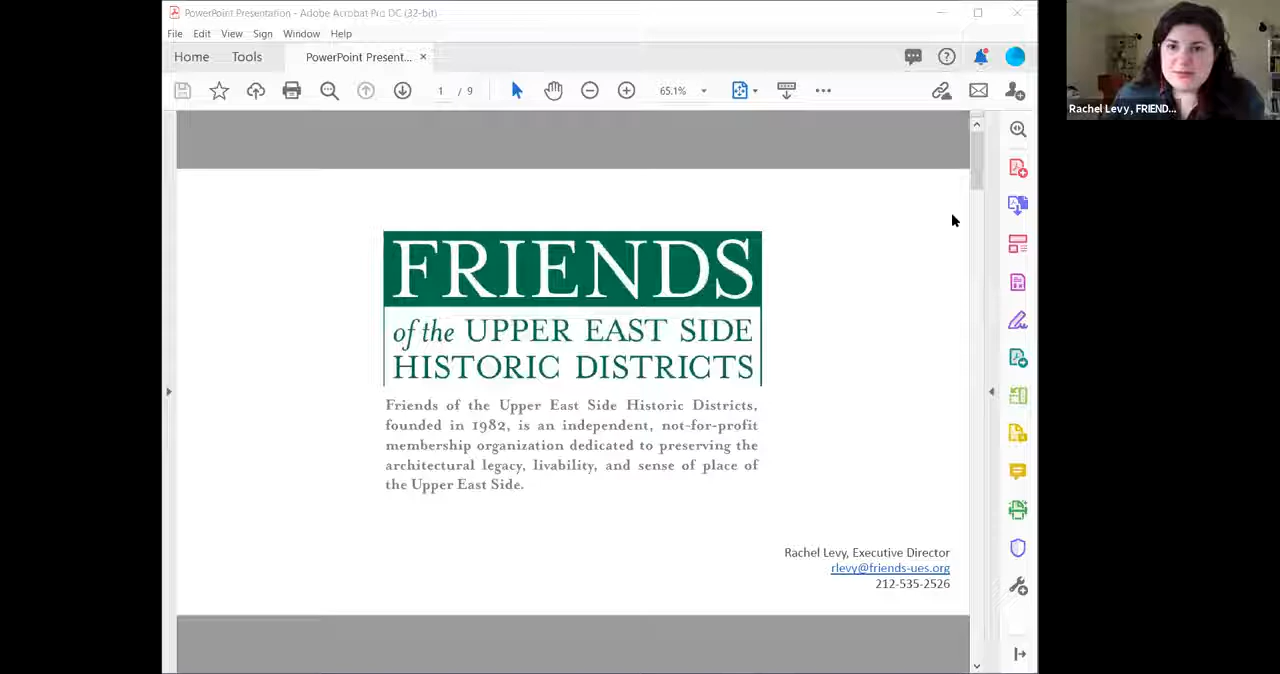 PowerPoint Presentation - Adobe Acrobat Pro DC (32-bit)
File Edit View Sign Window Help
Home Tools PowerPoint Present... ×
1 / 9 65.1%
Rachel Levy, FRIEND...
FRIENDS
of the UPPER EAST SIDE
HISTORIC DISTRICTS
Friends of the Upper East Side Historic Districts,
founded in 1982, is an independent, not-for-profit
membership organization dedicated to preserving the
architectural legacy, livability, and sense of place of
the Upper East Side.
Rachel Levy, Executive Director
rlevy@friends-ues.org
212-535-2526